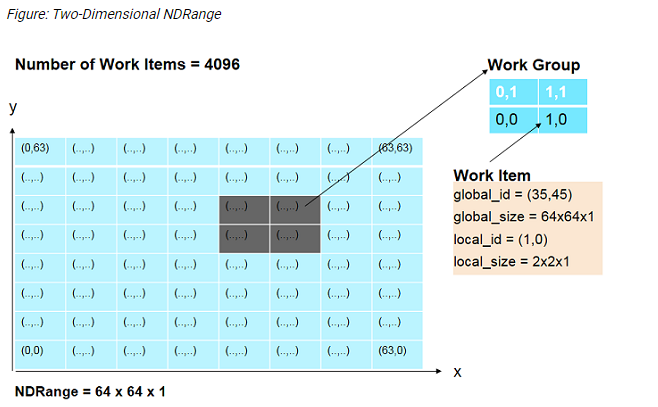 Figure: Two-Dimensional NDRange
Number of Work Items = 4096
Work Group
0,1 1,1
0,0 1,0
y
(0,63) (..,..) (..,..) (..,..) (..,..) (..,..) (..,..) (63,63)
(..,..) (..,..) (..,..) (..,..) (..,..) (..,..) (..,..) (..,..)
(..,..) (..,..) (..,..) (..,..) (..,..) (..,..) (..,..) (..,..)
(..,..) (..,..) (..,..) (..,..) (..,..) (..,..) (..,..) (..,..)
(..,..) (..,..) (..,..) (..,..) (..,..) (..,..) (..,..) (..,..)
(..,..) (..,..) (..,..) (..,..) (..,..) (..,..) (..,..) (..,..)
(..,..) (..,..) (..,..) (..,..) (..,..) (..,..) (..,..) (..,..)
(0,0) (..,..) (..,..) (..,..) (..,..) (..,..) (..,..) (63,0)
Work Item
global_id = (35,45)
global_size = 64x64x1
local_id = (1,0)
local_size = 2x2x1
x
NDRange = 64 x 64 x 1